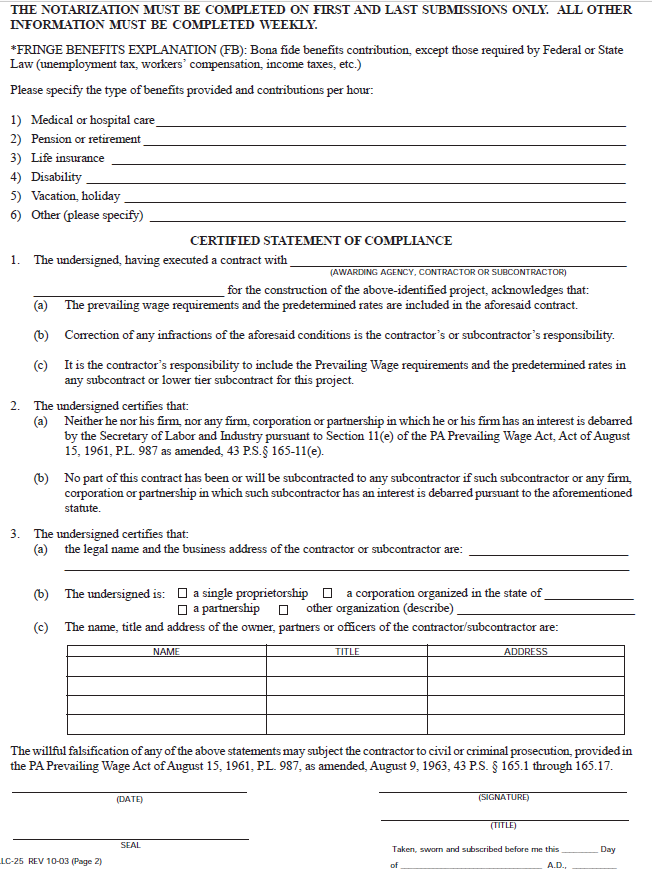 THE NOTARIZATION MUST BE COMPLETED ON FIRST AND LAST SUBMISSIONS ONLY. ALL OTHER
INFORMATION MUST BE COMPLETED WEEKLY.
*FRINGE BENEFITS EXPLANATION (FB): Bona fide benefits contribution, except those required by Federal or State
Law (unemployment tax, workers' compensation, income taxes, etc.)
Please specify the type of benefits provided and contributions per hour:
1) Medical or hospital care
2) Pension or retirement
3) Life insurance
4) Disability
5) Vacation, holiday
6) Other (please specify)
CERTIFIED STATEMENT OF COMPLIANCE
1. The undersigned, having executed a contract with
(AWARDING AGENCY, CONTRACTOR OR SUBCONTRACTOR)
for the construction of the above-identified project, acknowledges that:
(a) The prevailing wage requirements and the predetermined rates are included in the aforesaid contract.
(b) Correction of any infractions of the aforesaid conditions is the contractor's or subcontractor's responsibility.
(c) It is the contractor's responsibility to include the Prevailing Wage requirements and the predetermined rates in
any subcontract or lower tier subcontract for this project.
2. The undersigned certifies that:
(a) Neither he nor his firm, nor any firm, corporation or partnership in which he or his firm has an interest is debarred
by the Secretary of Labor and Industry pursuant to Section 11(e) of the PA Prevailing Wage Act, Act of August
15, 1961, P.L. 987 as amended, 43 P.S.§ 165-11(e).
(b) No part of this contract has been or will be subcontracted to any subcontractor if such subcontractor or any firm,
corporation or partnership in which such subcontractor has an interest is debarred pursuant to the aforementioned
statute.
3. The undersigned certifies that:
(a) the legal name and the business address of the contractor or subcontractor are:
(b) The undersigned is: ☐ a single proprietorship ☐ a corporation organized in the state of
☐ a partnership ☐ other organization (describe)
(c) The name, title and address of the owner, partners or officers of the contractor/subcontractor are:
NAME TITLE ADDRESS
The willful falsification of any of the above statements may subject the contractor to civil or criminal prosecution, provided in
the PA Prevailing Wage Act of August 15, 1961, P.L. 987, as amended, August 9, 1963, 43 P.S. § 165.1 through 165.17.
(DATE) (SIGNATURE)
(TITLE)
SEAL
Taken, sworn and subscribed before me this Day
LC-25 REV 10-03 (Page 2)
of A.D.,